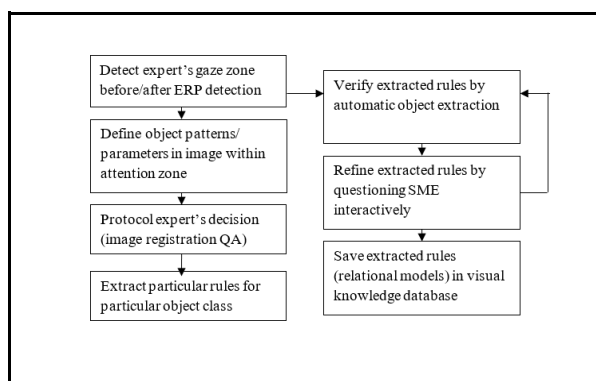 Detect expert's gaze zone
before/after ERP detection
Define object patterns/
parameters in image within
attention zone
Protocol expert's decision
(image registration QA)
Extract particular rules for
particular object class
Verify extracted rules by
automatic object extraction
Refine extracted rules by
questioning SME
interactively
Save extracted rules
(relational models) in visual
knowledge database